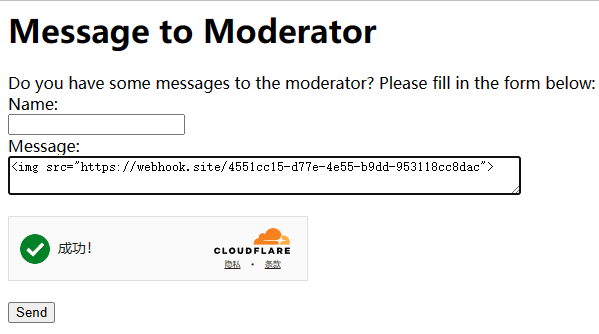 Message to Moderator
Do you have some messages to the moderator? Please fill in the form below:
Name:
Message:
<img src="https://webhook.site/4551cc15-d77e-4e55-b9dd-953118cc8dac">
成功!
CLOUDFLARE
隐私 • 条款
Send